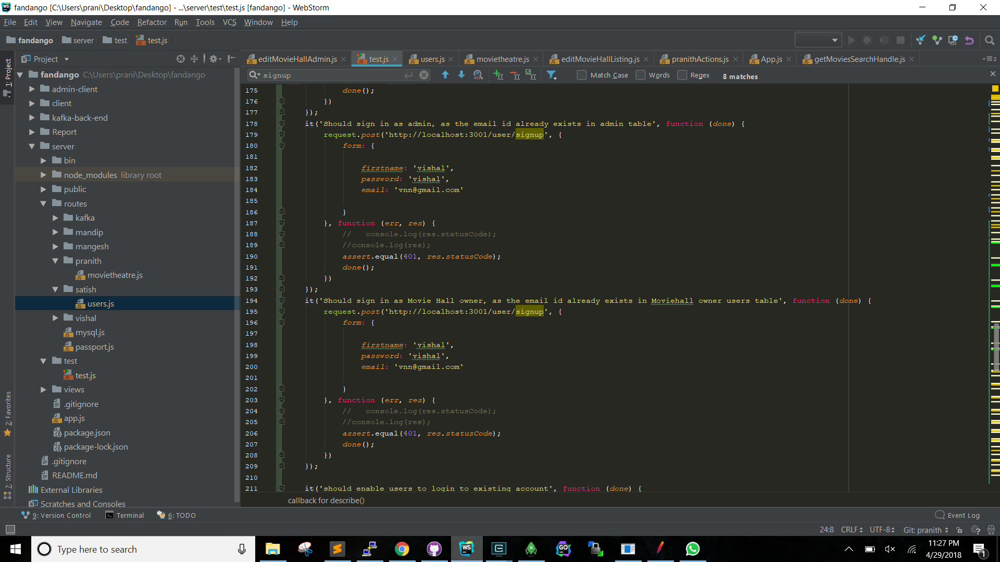 fandango [C:\Users\prani\Desktop\fandango] - ...\server\test\test.js [fandango] - WebStorm
File Edit View Navigate Code Refactor Run Tools VCS Window Help
fandango server test test.js
Project
editMovieHallAdmin.js test.js users.js movietheatre.js editMovieHallListing.js pranithActions.js App.js getMoviesSearchHandle.js 2
signup Match Case Words Regex 8 matches
1: Project
2: Favorites
7: Structure
fandango C:\Users\prani\Desktop\fandango
admin-client
client
kafka-back-end
Report
server
bin
node_modules library root
public
routes
kafka
mandip
mangesh
pranith
movietheatre.js
satish
users.js
vishal
mysql.js
passport.js
test
test.js
views
.gitignore
app.js
package.json
package-lock.json
.gitignore
README.md
External Libraries
Scratches and Consoles
175 done();
176 })
177 });
178 it('Should sign in as admin, as the email id already exists in admin table', function (done) {
179 request.post('http://localhost:3001/user/signup', {
180 form: {
181
182 firstname: 'vishal',
183 password: 'vishal',
184 email: 'vnn@gmail.com'
185
186 }
187 }, function (err, res) {
188 // console.log(res.statusCode);
189 //console.log(res);
190 assert.equal(401, res.statusCode);
191 done();
192 })
193 });
194 it('Should sign in as Movie Hall owner, as the email id already exists in Moviehall owner users table', function (done) {
195 request.post('http://localhost:3001/user/signup', {
196 form: {
197
198 firstname: 'vishal',
199 password: 'vishal',
200 email: 'vnn@gmail.com'
201
202 }
203 }, function (err, res) {
204 // console.log(res.statusCode);
205 //console.log(res);
206 assert.equal(401, res.statusCode);
207 done();
208 })
209 });
210
211 it('should enable users to login to existing account', function (done) {
callback for describe()
9: Version Control Terminal 6: TODO Event Log
24:8 CRLF UTF-8 Git: pranith
Type here to search
11:27 PM
4/29/2018
1